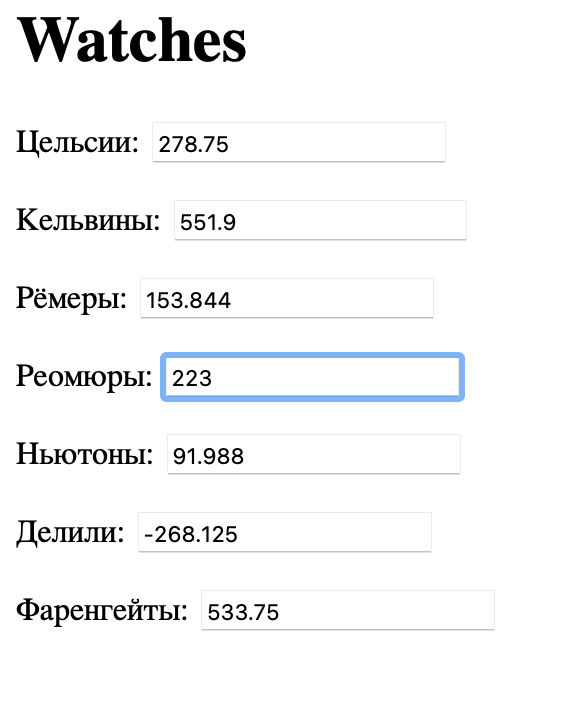 Watches
Цельсии: 278.75
Кельвины: 551.9
Рёмеры: 153.844
Реомюры: 223
Ньютоны: 91.988
Делили: -268.125
Фаренгейты: 533.75